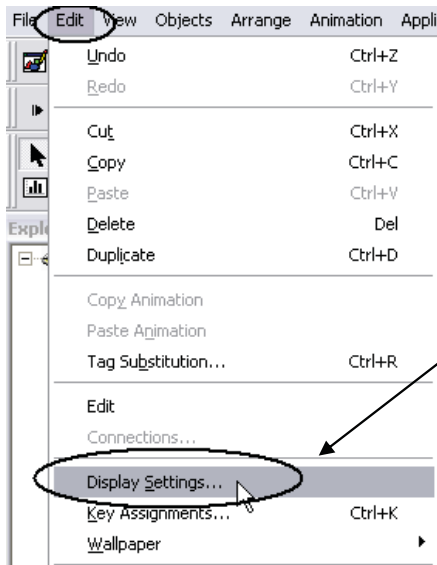 File Edit View Objects Arrange Animation Appli
Undo Ctrl+Z
Redo Ctrl+Y
Cut Ctrl+X
Copy Ctrl+C
Paste Ctrl+V
Delete Del
Duplicate Ctrl+D
Copy Animation
Paste Animation
Tag Substitution... Ctrl+R
Edit
Connections...
Display Settings...
Key Assignments... Ctrl+K
Wallpaper
Explo